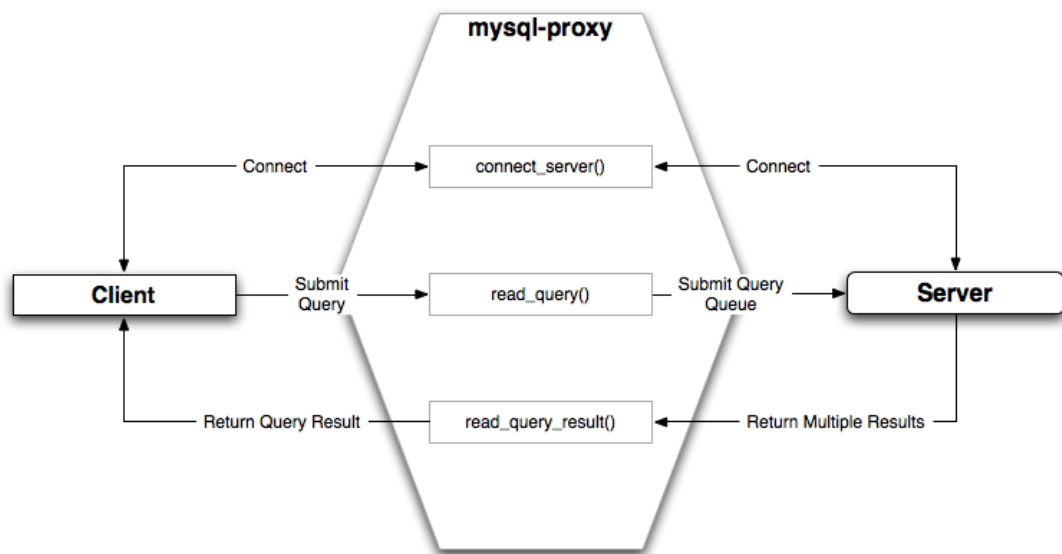 mysql-proxy
Connect
connect_server()
Connect
Client
Submit
Query
read_query()
Submit Query
Queue
Server
Return Query Result
read_query_result()
Return Multiple Results